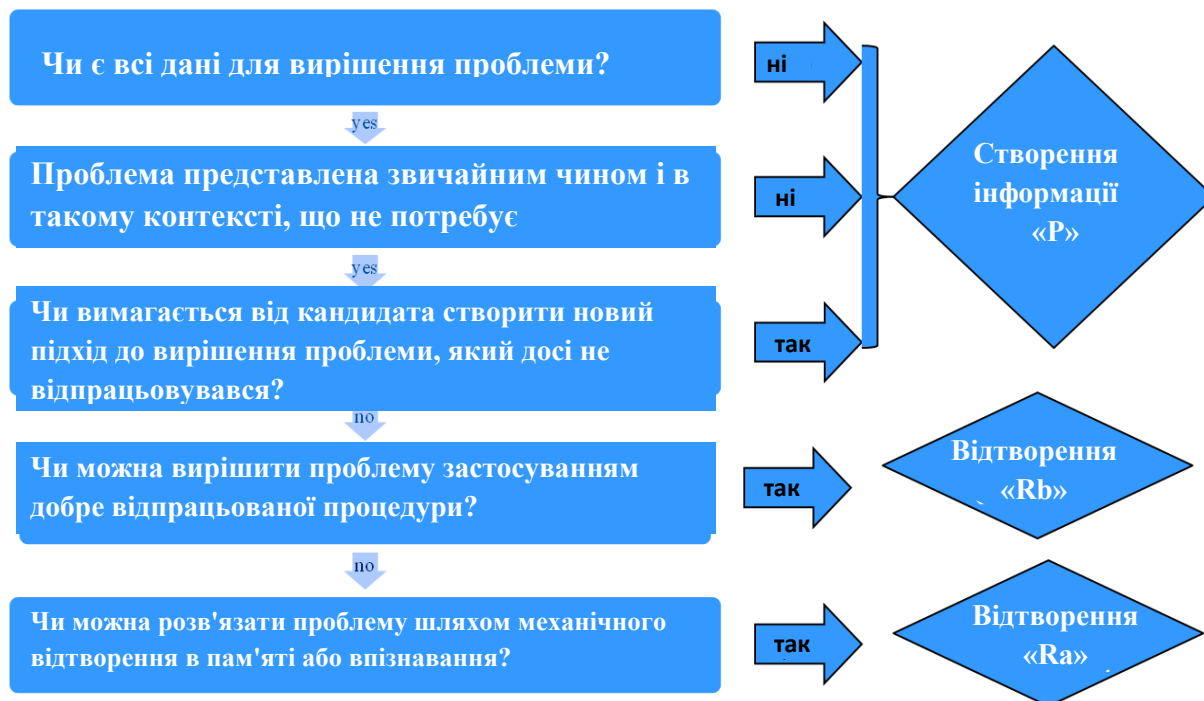 Чи є всі дані для вирішення проблеми?
ні
yes
Проблема представлена звичайним чином і в
такому контексті, що не потребує
ні
Створення
інформації
«P»
yes
Чи вимагається від кандидата створити новий
підхід до вирішення проблеми, який досі не
відпрацьовувався?
так
no
Чи можна вирішити проблему застосуванням
добре відпрацьованої процедури?
так
Відтворення
«Rb»
no
Чи можна розв'язати проблему шляхом механічного
відтворення в пам'яті або впізнавання?
так
Відтворення
«Ra»